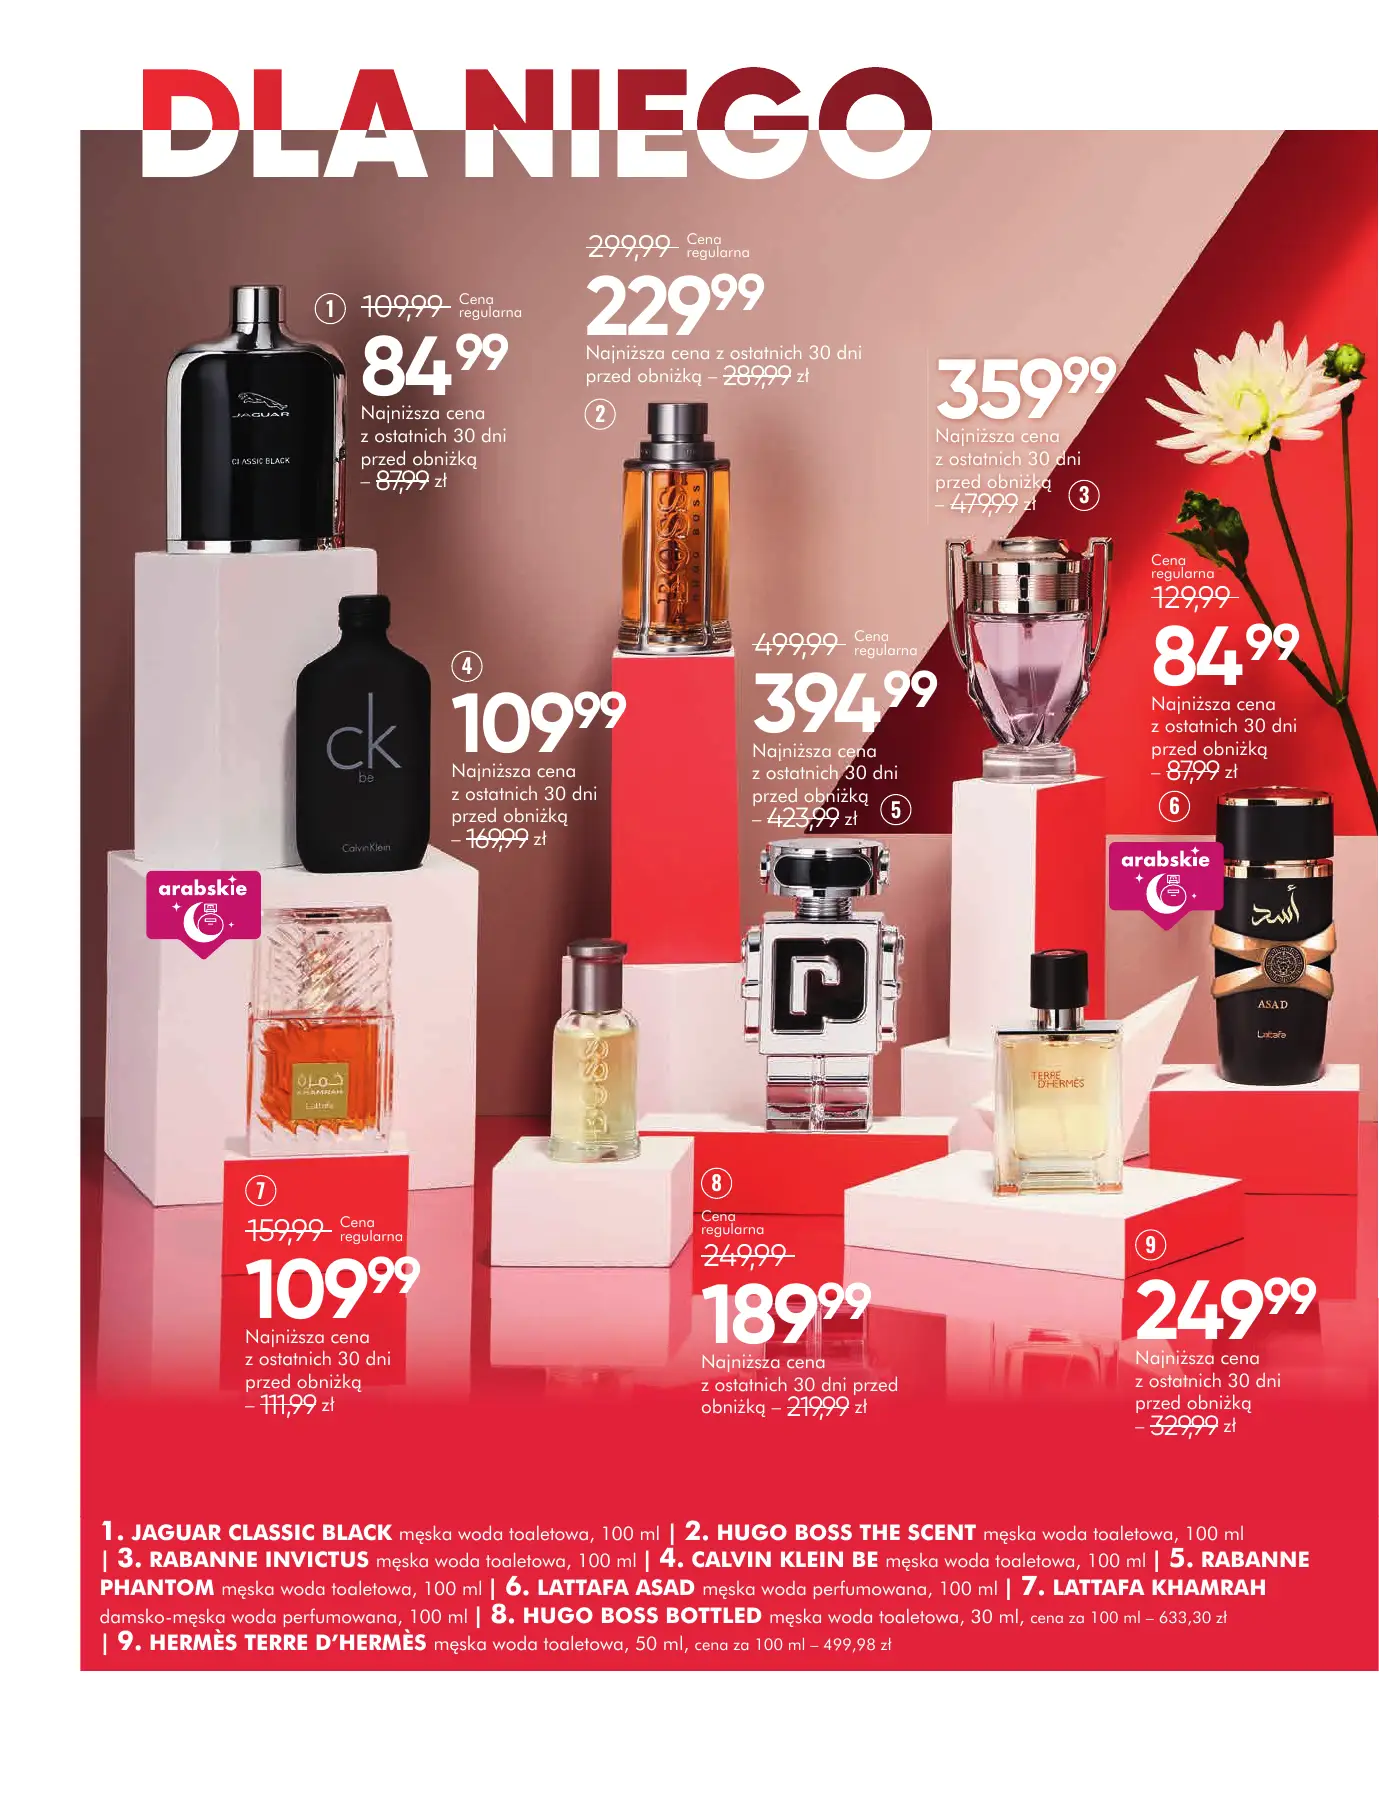 DLA NIEGO
1
109,99 Cena
regularna
84 99
Najniższa cena
z ostatnich 30 dni
przed obniżką
– 87,99 zł
299,99 Cena
regularna
229 99
Najniższa cena z ostatnich 30 dni
przed obniżką – 289,99 zł
2
359 99
Najniższa cena
z ostatnich 30 dni
przed obniżką
– 479,99 zł
3
JAGUAR
CLASSIC BLACK
BOSS
HUGO BOSS
4
109 99
Najniższa cena
z ostatnich 30 dni
przed obniżką
– 169,99 zł
ck
be
Calvin Klein
499,99 Cena
regularna
394 99
Najniższa cena
z ostatnich 30 dni
przed obniżką
– 423,99 zł
5
Cena
regularna
129,99
84 99
Najniższa cena
z ostatnich 30 dni
przed obniżką
– 87,99 zł
6
arabskie
arabskie
أسد
ASAD
Lattafa
خمرة
KHAMRAH
Lattafa
BOSS
TERRE
D'HERMÈS
7
159,99 Cena
regularna
109 99
Najniższa cena
z ostatnich 30 dni
przed obniżką
– 111,99 zł
8
Cena
regularna
249,99
189 99
Najniższa cena
z ostatnich 30 dni przed
obniżką – 219,99 zł
9
249 99
Najniższa cena
z ostatnich 30 dni
przed obniżką
– 329,99 zł
1. JAGUAR CLASSIC BLACK męska woda toaletowa, 100 ml | 2. HUGO BOSS THE SCENT męska woda toaletowa, 100 ml
| 3. RABANNE INVICTUS męska woda toaletowa, 100 ml | 4. CALVIN KLEIN BE męska woda toaletowa, 100 ml | 5. RABANNE
PHANTOM męska woda toaletowa, 100 ml | 6. LATTAFA ASAD męska woda perfumowana, 100 ml | 7. LATTAFA KHAMRAH
damsko-męska woda perfumowana, 100 ml | 8. HUGO BOSS BOTTLED męska woda toaletowa, 30 ml, cena za 100 ml – 633,30 zł
| 9. HERMÈS TERRE D'HERMÈS męska woda toaletowa, 50 ml, cena za 100 ml – 499,98 zł